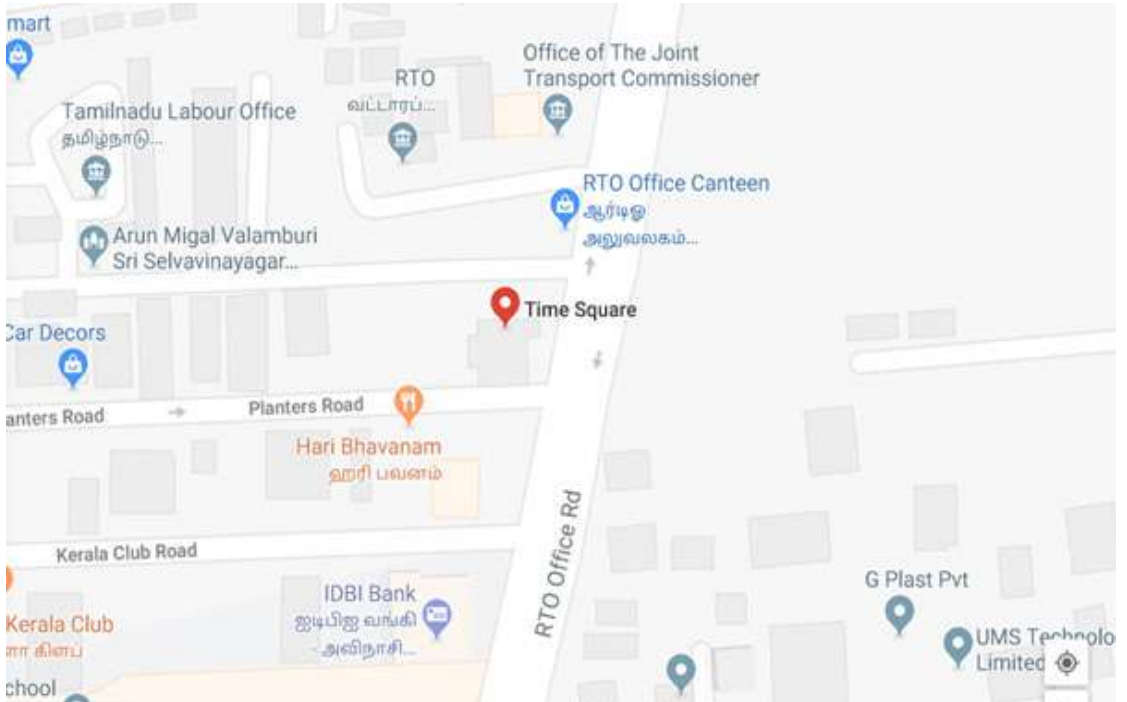 mart
Office of The Joint
Transport Commissioner
RTO
வட்டாரப்...
Tamilnadu Labour Office
தமிழ்நாடு...
RTO Office Canteen
ஆர்டிஓ
அலுவலகம்...
Arun Migal Valamburi
Sri Selvavinayagar...
Time Square
Car Decors
anters Road
Planters Road
Hari Bhavanam
ஹரி பவனம்
RTO Office Rd
Kerala Club Road
IDBI Bank
ஐடிபிஐ வங்கி
- அவிநாசி...
G Plast Pvt
Kerala Club
ளா கிளப்
UMS Technolo
Limited
chool